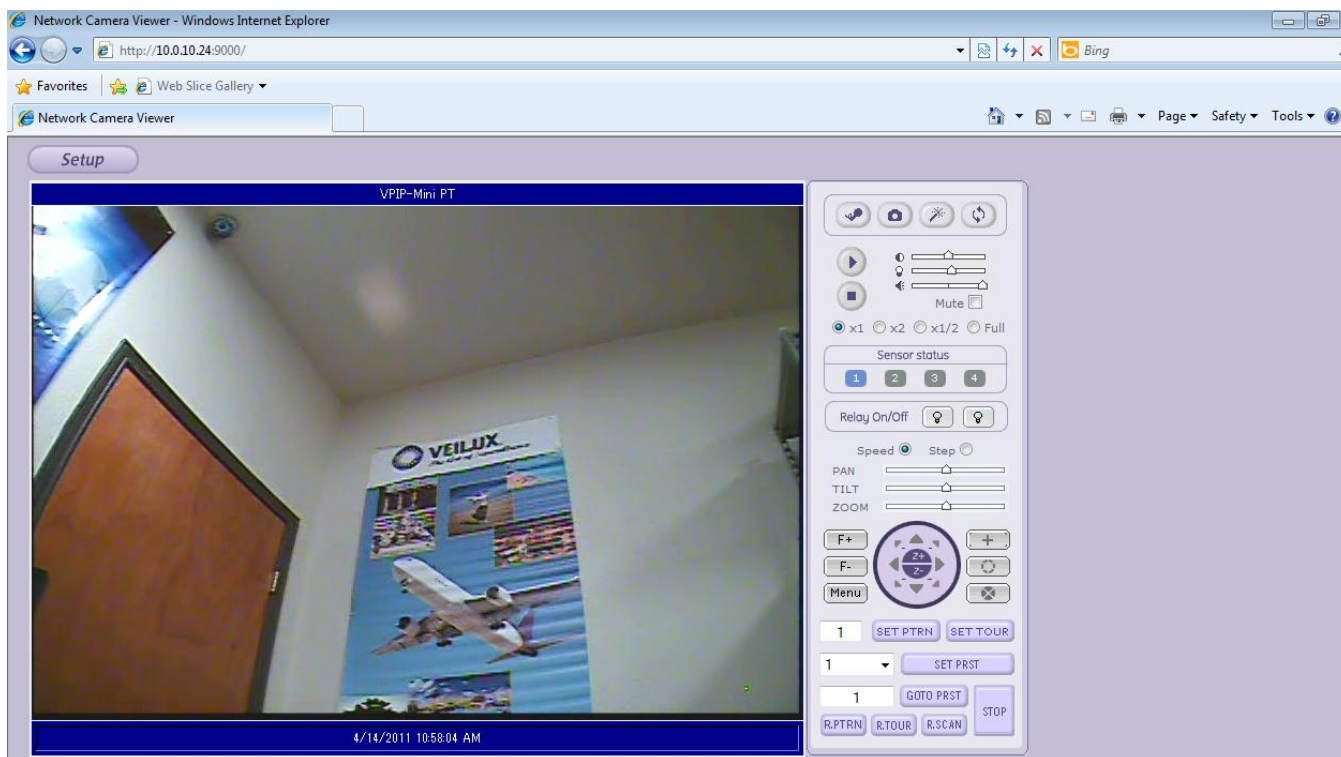 Network Camera Viewer - Windows Internet Explorer
http://10.0.10.24:9000/
Bing
Favorites
Web Slice Gallery
Network Camera Viewer
Page Safety Tools
Setup
VPIP-Mini PT
VEILUX
4/14/2011 10:58:04 AM
Mute
x1 x2 x1/2 Full
Sensor status
1 2 3 4
Relay On/Off
Speed Step
PAN
TILT
ZOOM
F+
Z+
F-
Z-
Menu
1 SET PTRN SET TOUR
1 SET PRST
1 GOTO PRST
STOP
R.PTRN R.TOUR R.SCAN